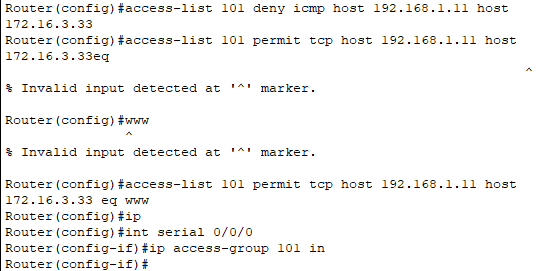 Router(config)#access-list 101 deny icmp host 192.168.1.11 host
172.16.3.33
Router(config)#access-list 101 permit tcp host 192.168.1.11 host
172.16.3.33eq
^
% Invalid input detected at '^' marker.
Router(config)#www
^
% Invalid input detected at '^' marker.
Router(config)#access-list 101 permit tcp host 192.168.1.11 host
172.16.3.33 eq www
Router(config)#ip
Router(config)#int serial 0/0/0
Router(config-if)#ip access-group 101 in
Router(config-if)#